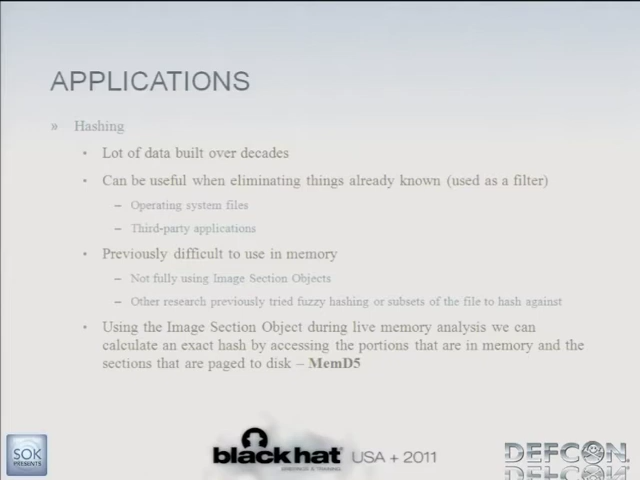 APPLICATIONS
» Hashing
• Lot of data built over decades
• Can be useful when eliminating things already known (used as a filter)
– Operating system files
– Third-party applications
• Previously difficult to use in memory
– Not fully using Image Section Objects
– Other research previously tried fuzzy hashing or subsets of the file to hash against
• Using the Image Section Object during live memory analysis we can
calculate an exact hash by accessing the portions that are in memory and the
sections that are paged to disk – MemD5
SOK
PRESENTS
black hat USA + 2011
DEFCON